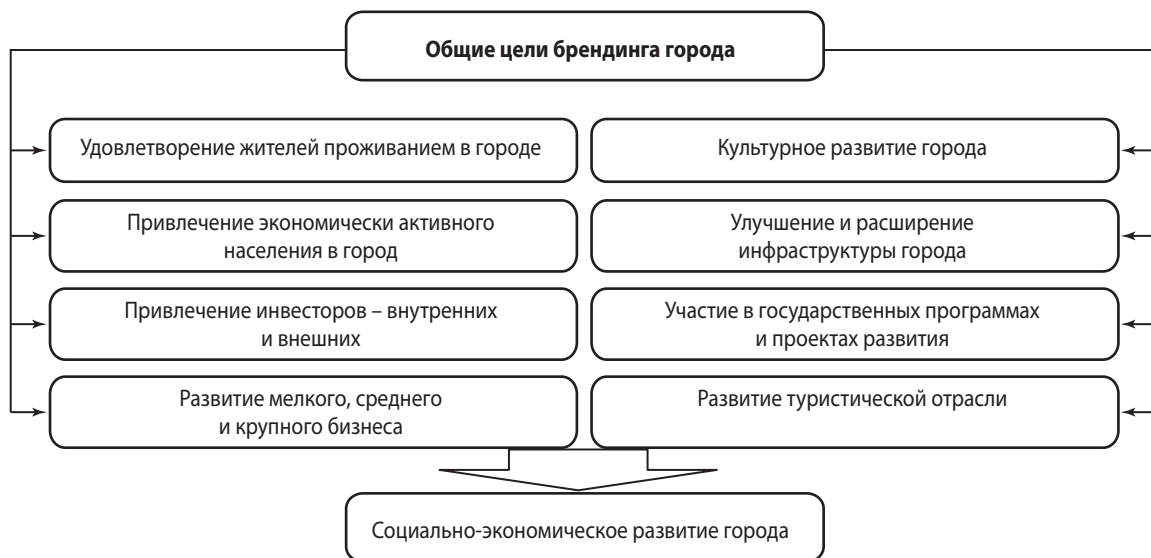 Общие цели брендинга города
Удовлетворение жителей проживанием в городе
Культурное развитие города
Привлечение экономически активного
населения в город
Улучшение и расширение
инфраструктуры города
Привлечение инвесторов – внутренних
и внешних
Участие в государственных программах
и проектах развития
Развитие мелкого, среднего
и крупного бизнеса
Развитие туристической отрасли
Социально-экономическое развитие города